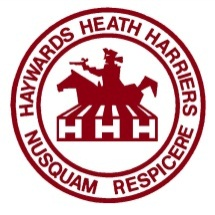 HAYWARDS HEATH HARRIERS
HHH
NUSQUAM RESPICERE